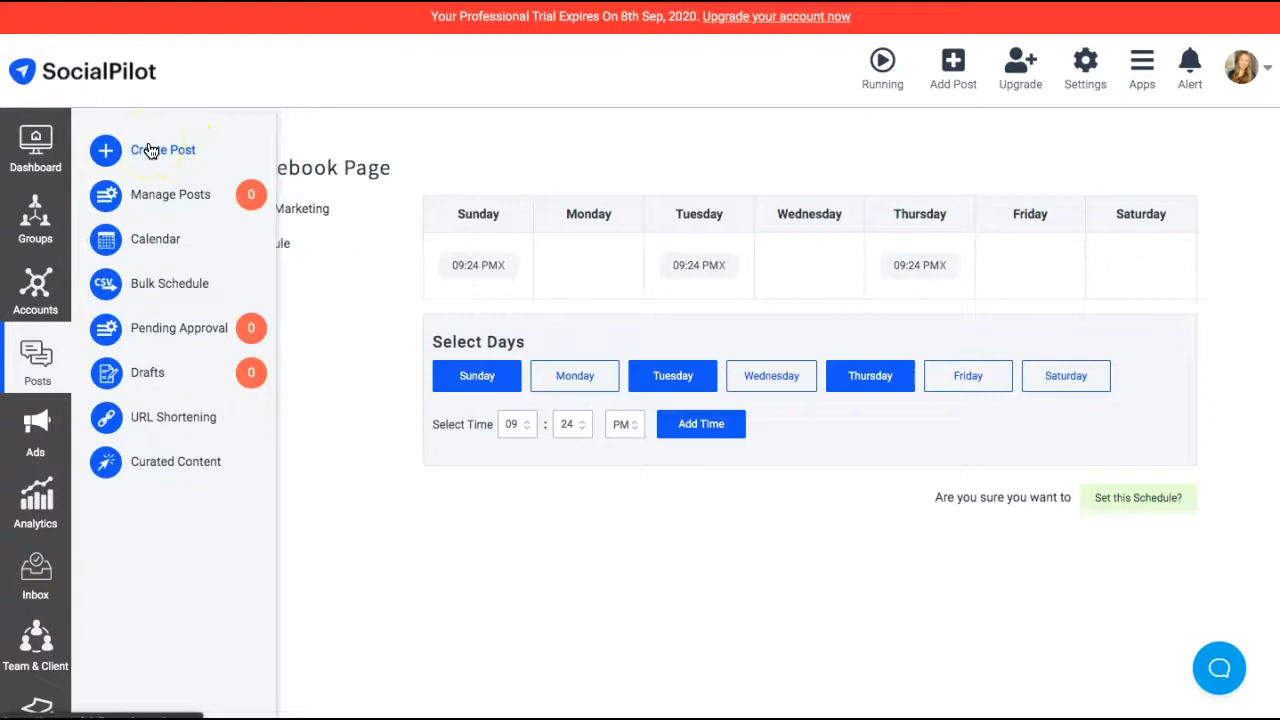 Your Professional Trial Expires On 8th Sep, 2020. Upgrade your account now
SocialPilot
Running
Add Post
Upgrade
Settings
Apps
Alert
Dashboard
Groups
Accounts
Posts
Ads
Analytics
Inbox
Team & Client
Create Post
Manage Posts 0
Calendar
CSV Bulk Schedule
Pending Approval 0
Drafts 0
URL Shortening
Curated Content
ebook Page
Marketing
ule
Sunday Monday Tuesday Wednesday Thursday Friday Saturday
09:24 PMX 09:24 PMX 09:24 PMX
Select Days
Sunday Monday Tuesday Wednesday Thursday Friday Saturday
Select Time 09 : 24 PM Add Time
Are you sure you want to Set this Schedule?